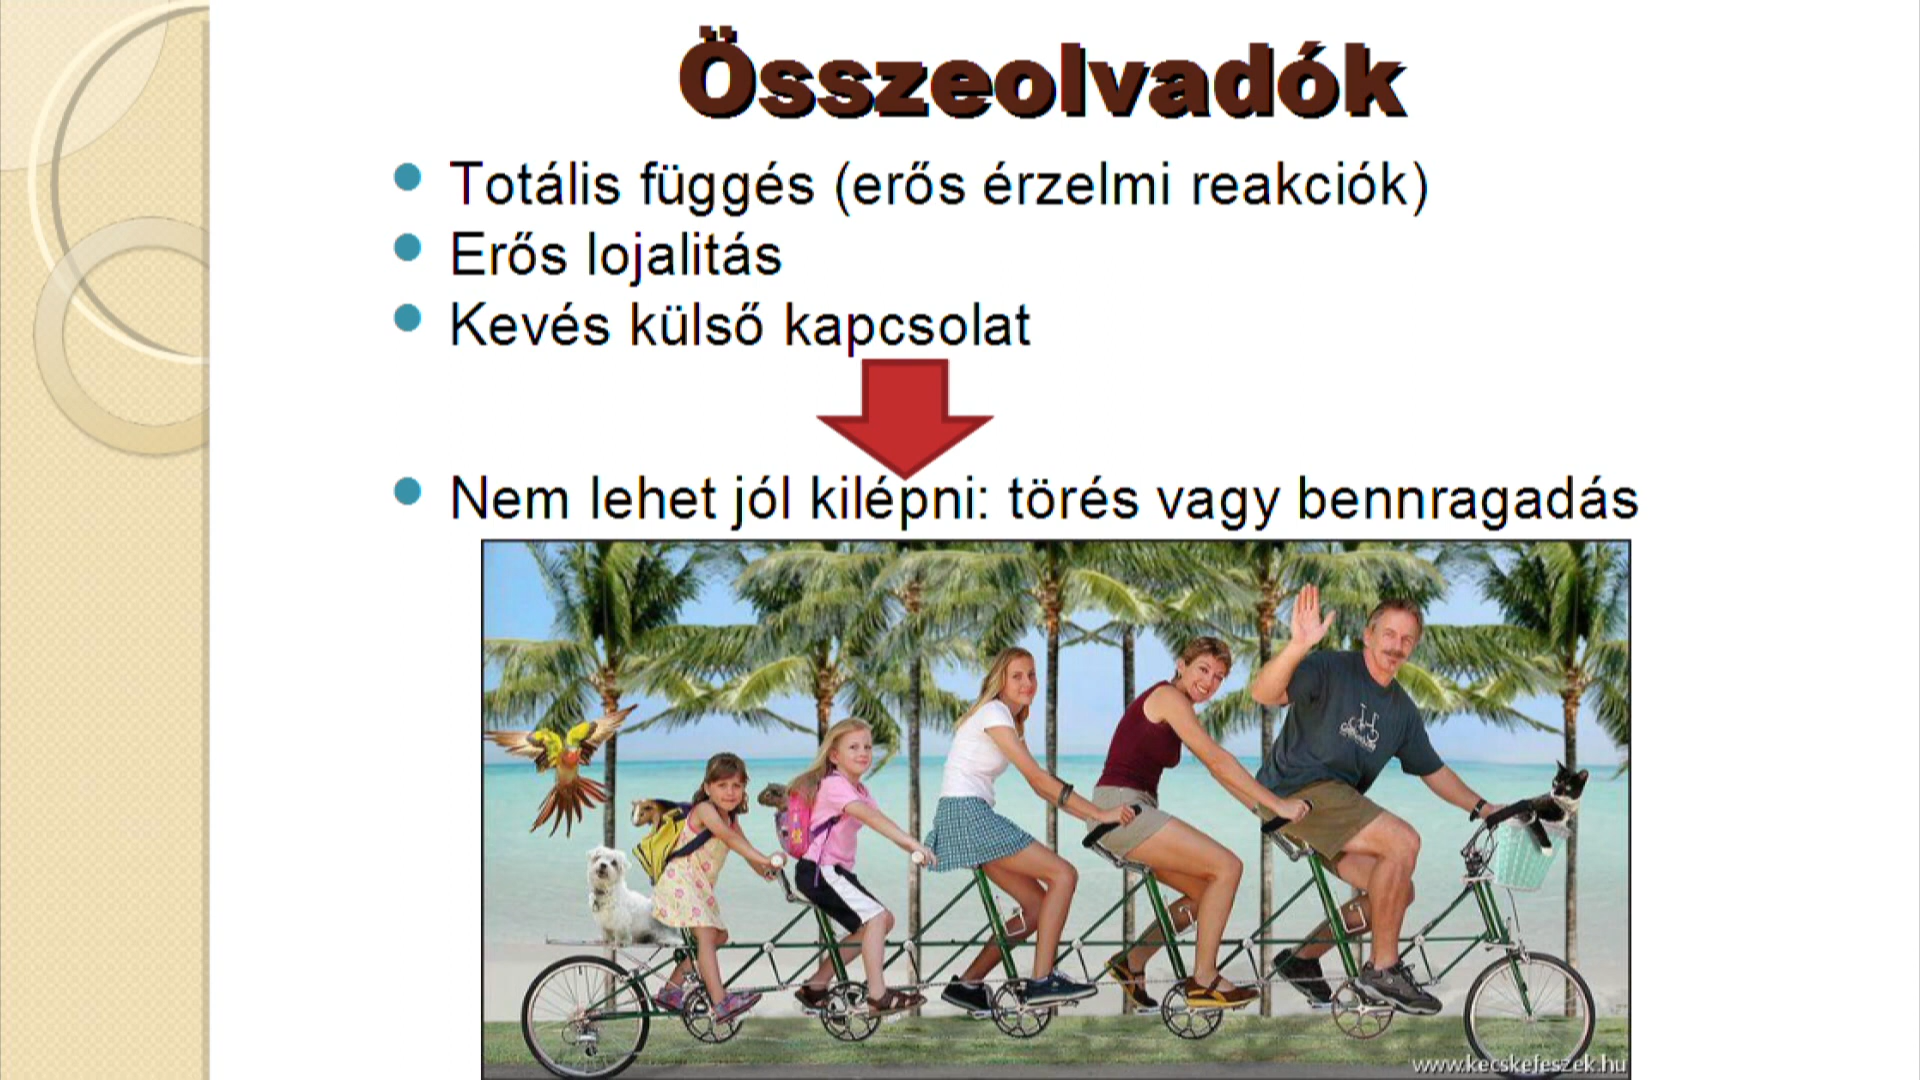 Összeolvadók
Totális függés (erős érzelmi reakciók)
Erős lojalitás
Kevés külső kapcsolat
Nem lehet jól kilépni: törés vagy bennragadás
www.kecskefeszek.hu